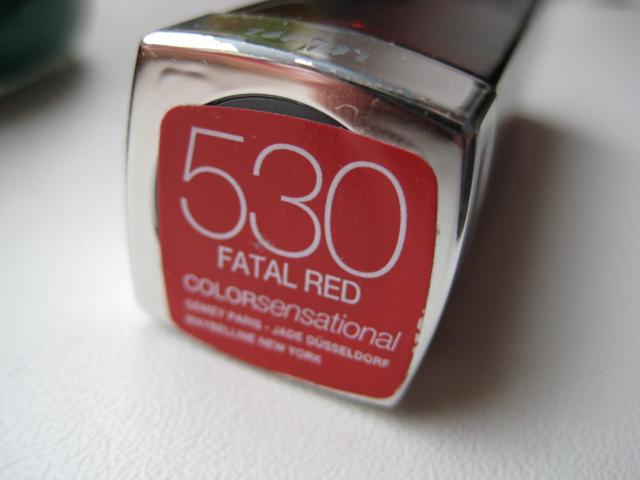 530
FATAL RED
COLORsensational
GEMEY PARIS - JADE DÜSSELDORF
MAYBELLINE NEW YORK